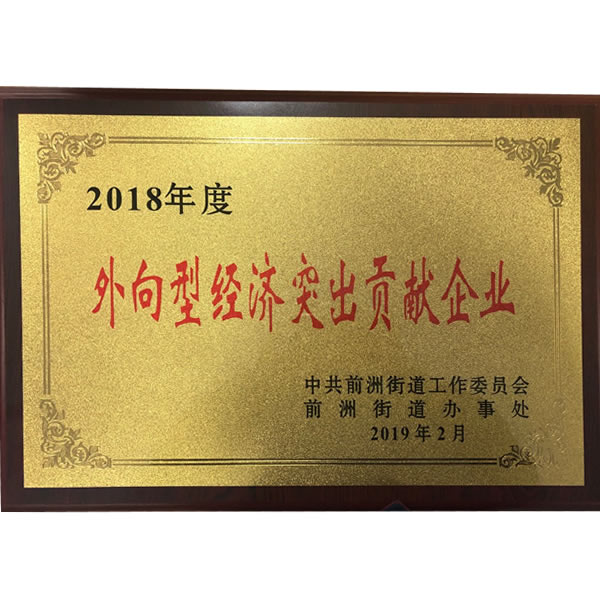 2018年度
外向型经济突出贡献企业
中共前洲街道工作委员会
前洲街道办事处
2019年2月